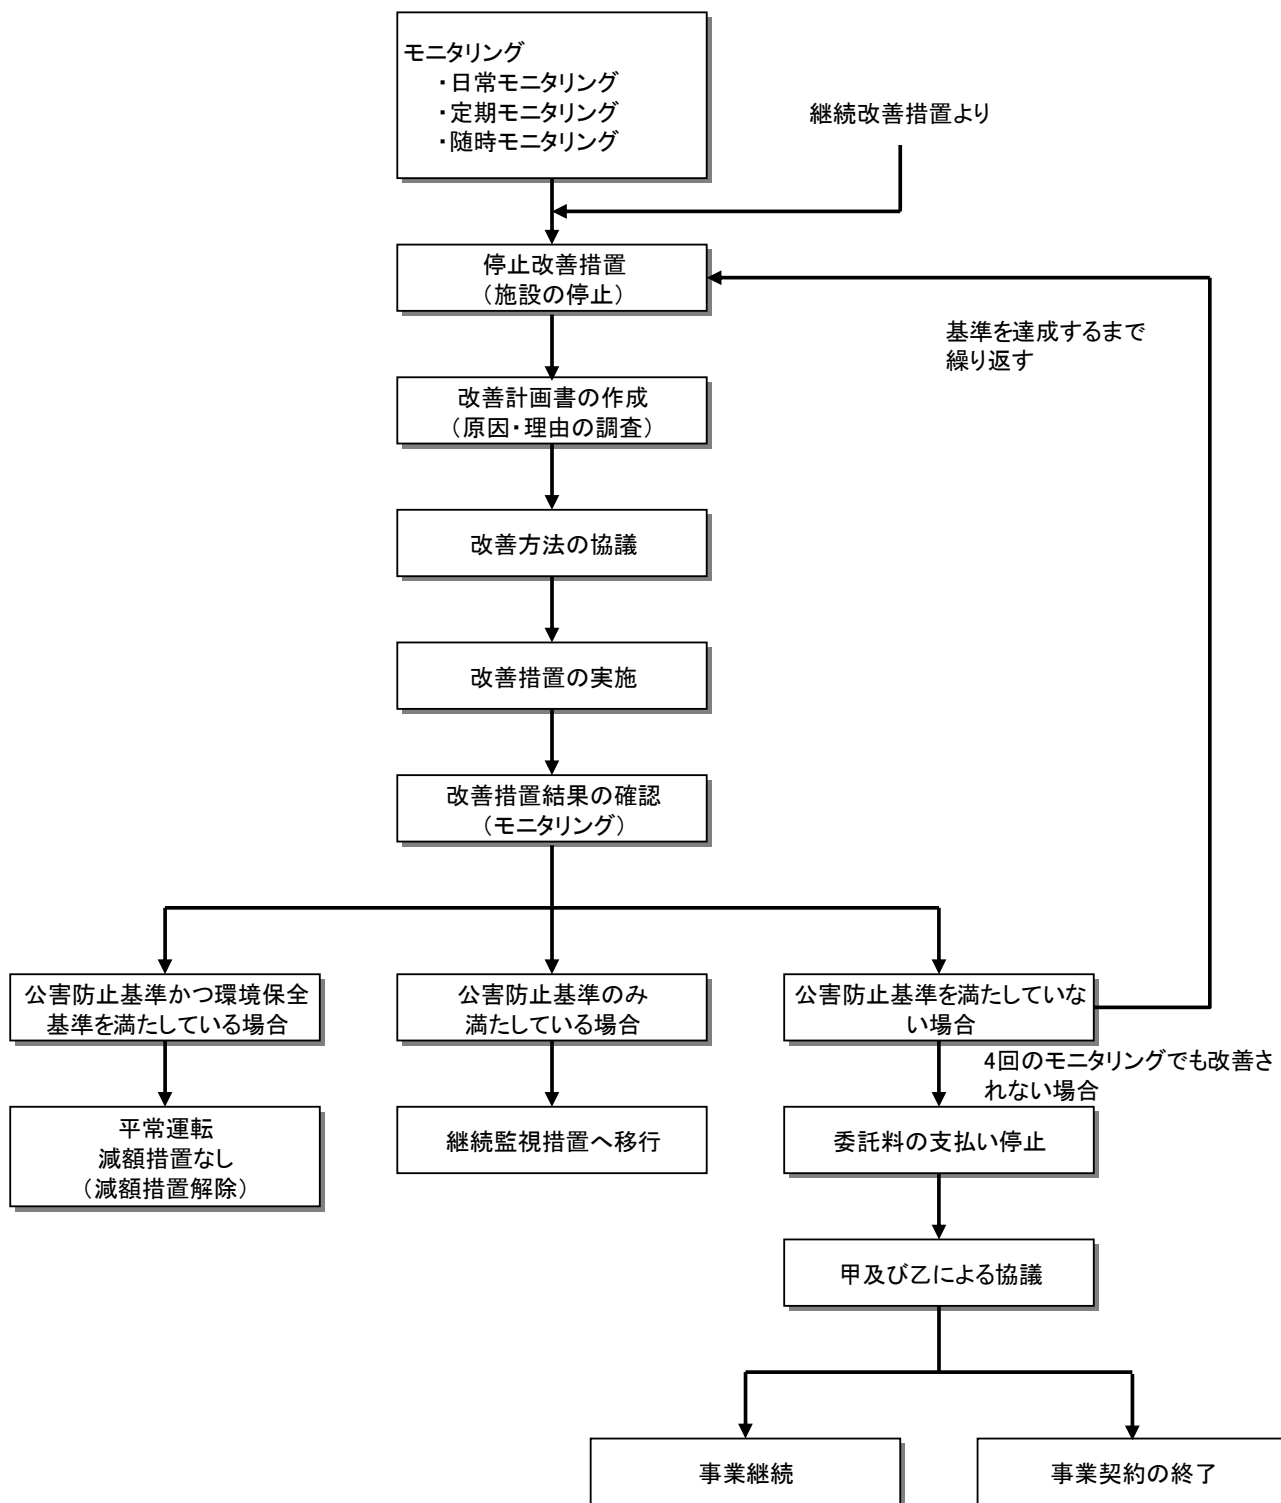 モニタリング
・日常モニタリング
・定期モニタリング
・随時モニタリング
継続改善措置より
停止改善措置
（施設の停止）
基準を達成するまで
繰り返す
改善計画書の作成
（原因・理由の調査）
改善方法の協議
改善措置の実施
改善措置結果の確認
（モニタリング）
公害防止基準かつ環境保全
基準を満たしている場合
公害防止基準のみ
満たしている場合
公害防止基準を満たしていな
い場合
4回のモニタリングでも改善さ
れない場合
平常運転
減額措置なし
（減額措置解除）
継続監視措置へ移行
委託料の支払い停止
甲及び乙による協議
事業継続
事業契約の終了